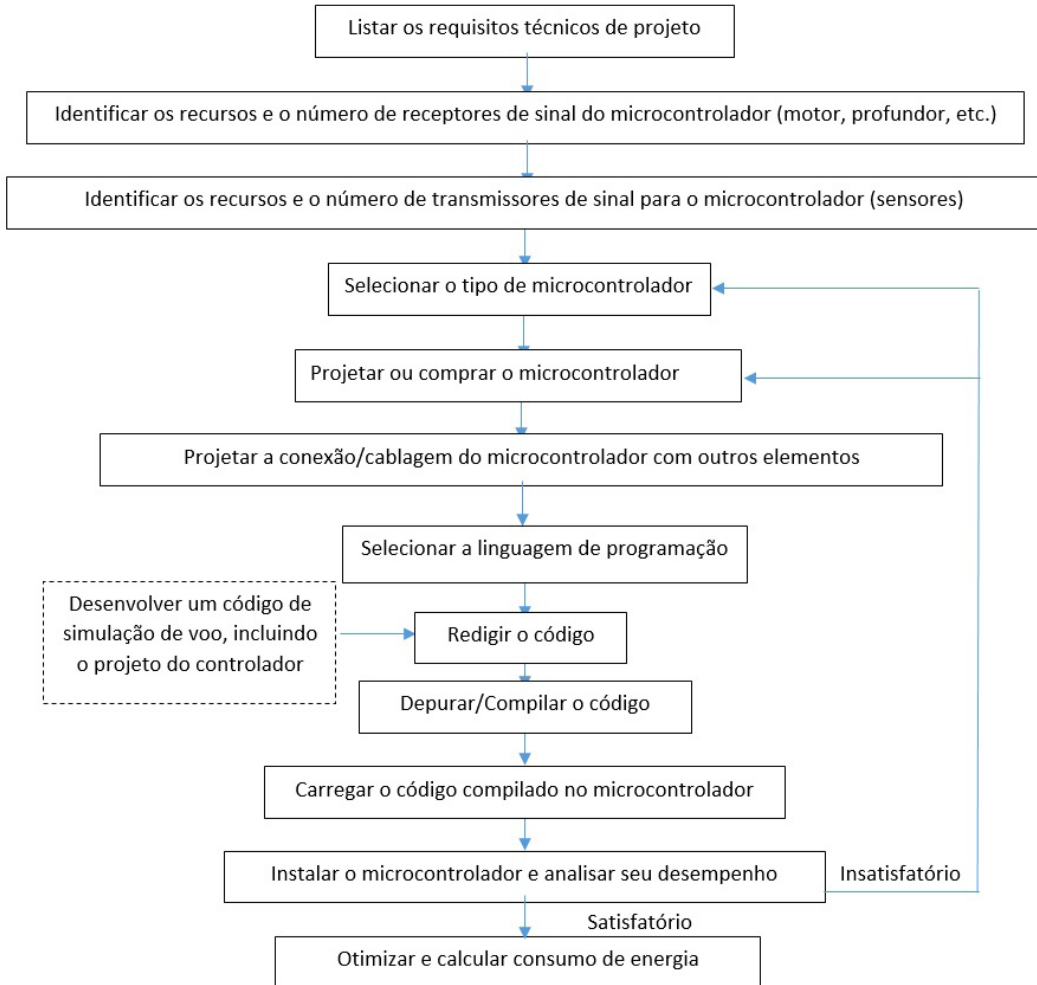 Listar os requisitos técnicos de projeto
Identificar os recursos e o número de receptores de sinal do microcontrolador (motor, profundor, etc.)
Identificar os recursos e o número de transmissores de sinal para o microcontrolador (sensores)
Selecionar o tipo de microcontrolador
Projetar ou comprar o microcontrolador
Projetar a conexão/cablagem do microcontrolador com outros elementos
Selecionar a linguagem de programação
Desenvolver um código de
simulação de voo, incluindo
o projeto do controlador
Redigir o código
Depurar/Compilar o código
Carregar o código compilado no microcontrolador
Instalar o microcontrolador e analisar seu desempenho
Insatisfatório
Satisfatório
Otimizar e calcular consumo de energia